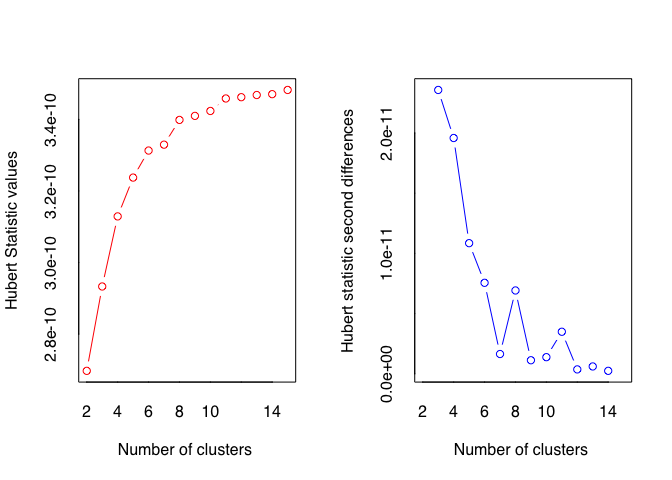 Hubert Statistic values
3.4e-10
3.2e-10
3.0e-10
2.8e-10
2 4 6 8 10 14
Number of clusters
Hubert statistic second differences
2.0e-11
1.0e-11
0.0e+00
2 4 6 8 10 14
Number of clusters